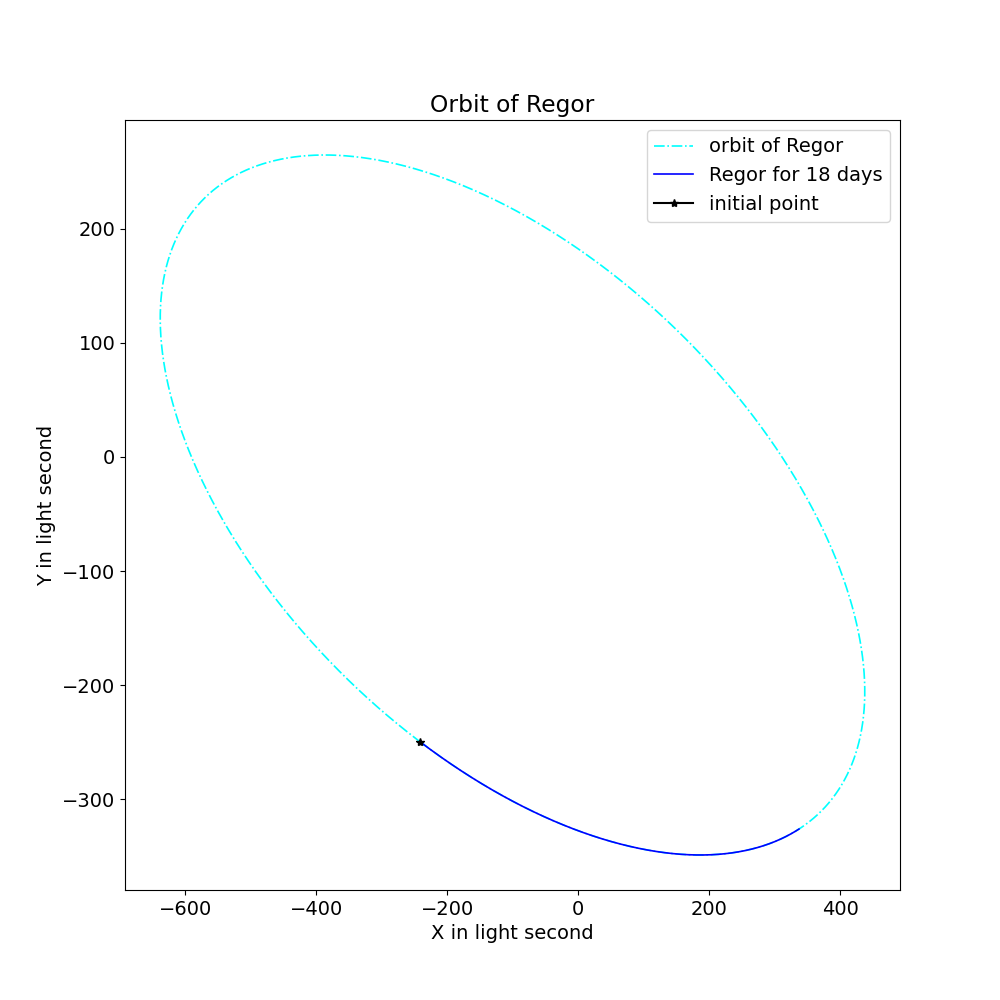 Orbit of Regor
orbit of Regor
Regor for 18 days
initial point
200
100
0
−100
−200
−300
Y in light second
−600
−400
−200
0
200
400
X in light second